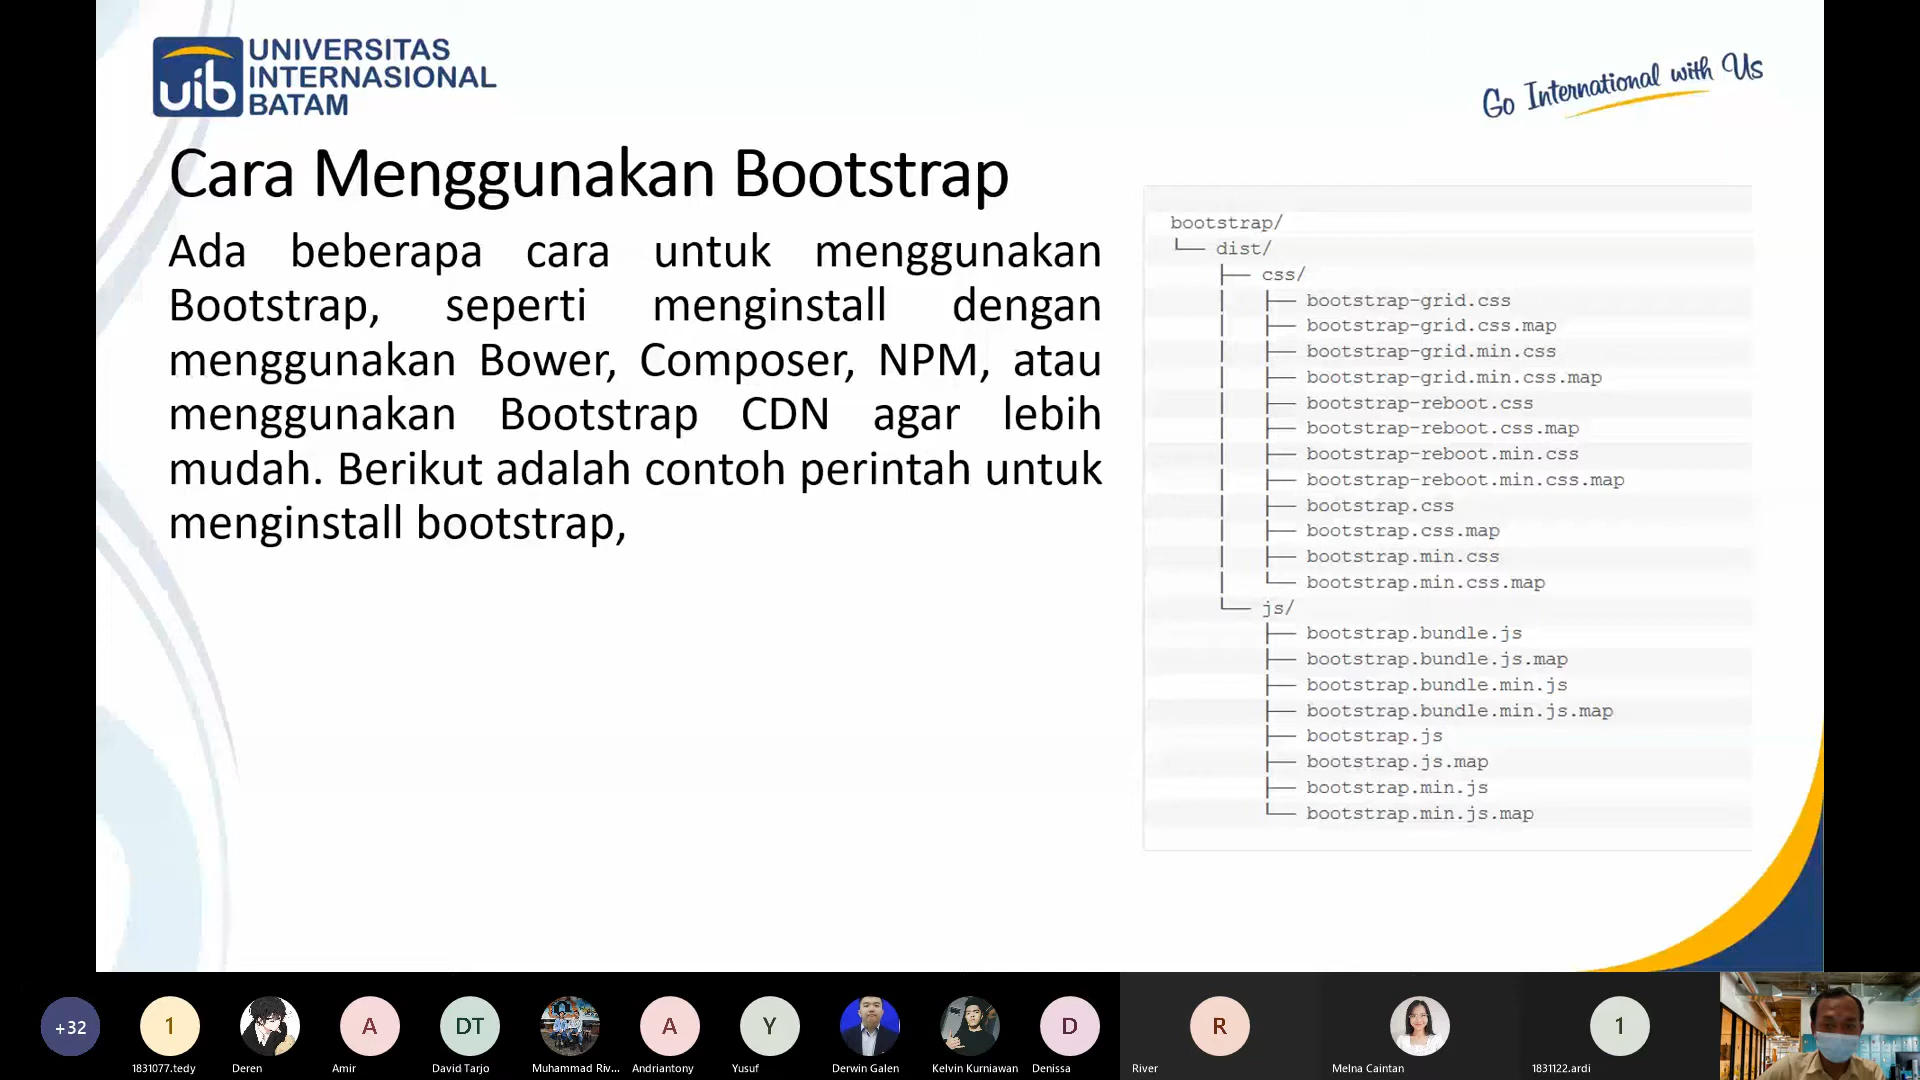 UNIVERSITAS
INTERNASIONAL
BATAM
uib
Go International with Us
Cara Menggunakan Bootstrap
Ada beberapa cara untuk menggunakan
Bootstrap, seperti menginstall dengan
menggunakan Bower, Composer, NPM, atau
menggunakan Bootstrap CDN agar lebih
mudah. Berikut adalah contoh perintah untuk
menginstall bootstrap,
bootstrap/
└── dist/
├── css/
│ ├── bootstrap-grid.css
│ ├── bootstrap-grid.css.map
│ ├── bootstrap-grid.min.css
│ ├── bootstrap-grid.min.css.map
│ ├── bootstrap-reboot.css
│ ├── bootstrap-reboot.css.map
│ ├── bootstrap-reboot.min.css
│ ├── bootstrap-reboot.min.css.map
│ ├── bootstrap.css
│ ├── bootstrap.css.map
│ ├── bootstrap.min.css
│ └── bootstrap.min.css.map
└── js/
├── bootstrap.bundle.js
├── bootstrap.bundle.js.map
├── bootstrap.bundle.min.js
├── bootstrap.bundle.min.js.map
├── bootstrap.js
├── bootstrap.js.map
├── bootstrap.min.js
└── bootstrap.min.js.map
+32
1
A
DT
A
Y
D
R
1
1831077.tedy
Deren
Amir
David Tarjo
Muhammad Riv...
Andriantony
Yusuf
Derwin Galen
Kelvin Kurniawan
Denissa
River
Melna Caintan
1831122.ardi